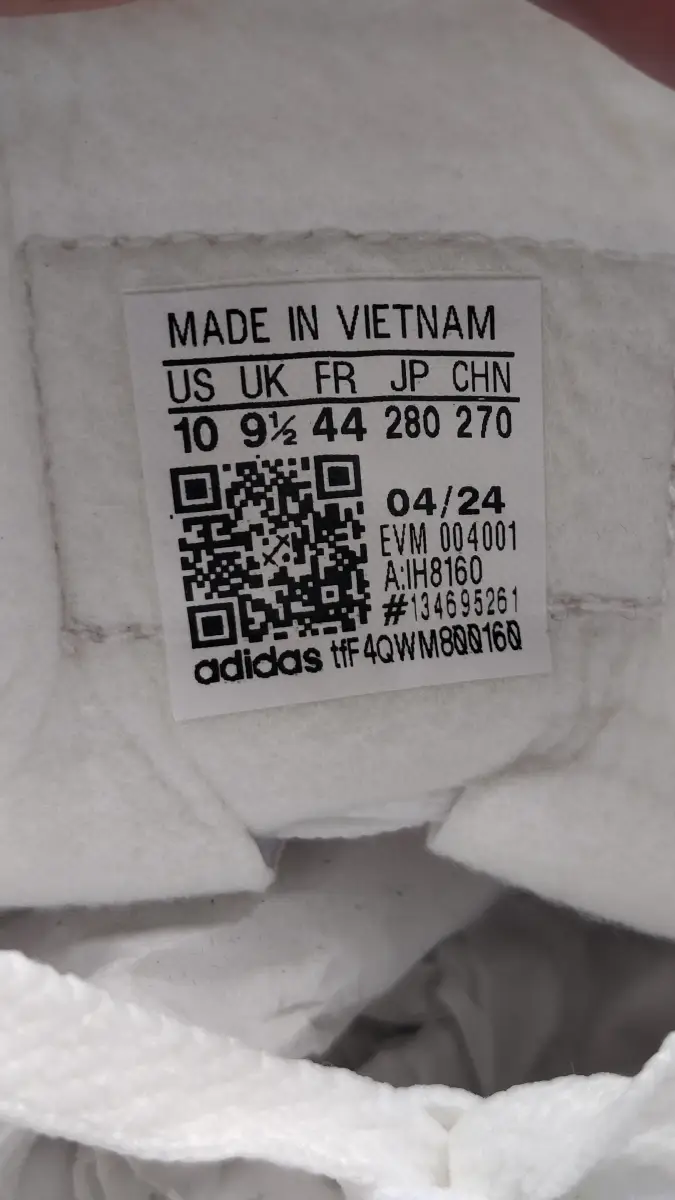 MADE IN VIETNAM
US UK FR JP CHN
10 9½ 44 280 270
04/24
EVM 004001
A:IH8160
#134695261
adidas tfF4QWM800160